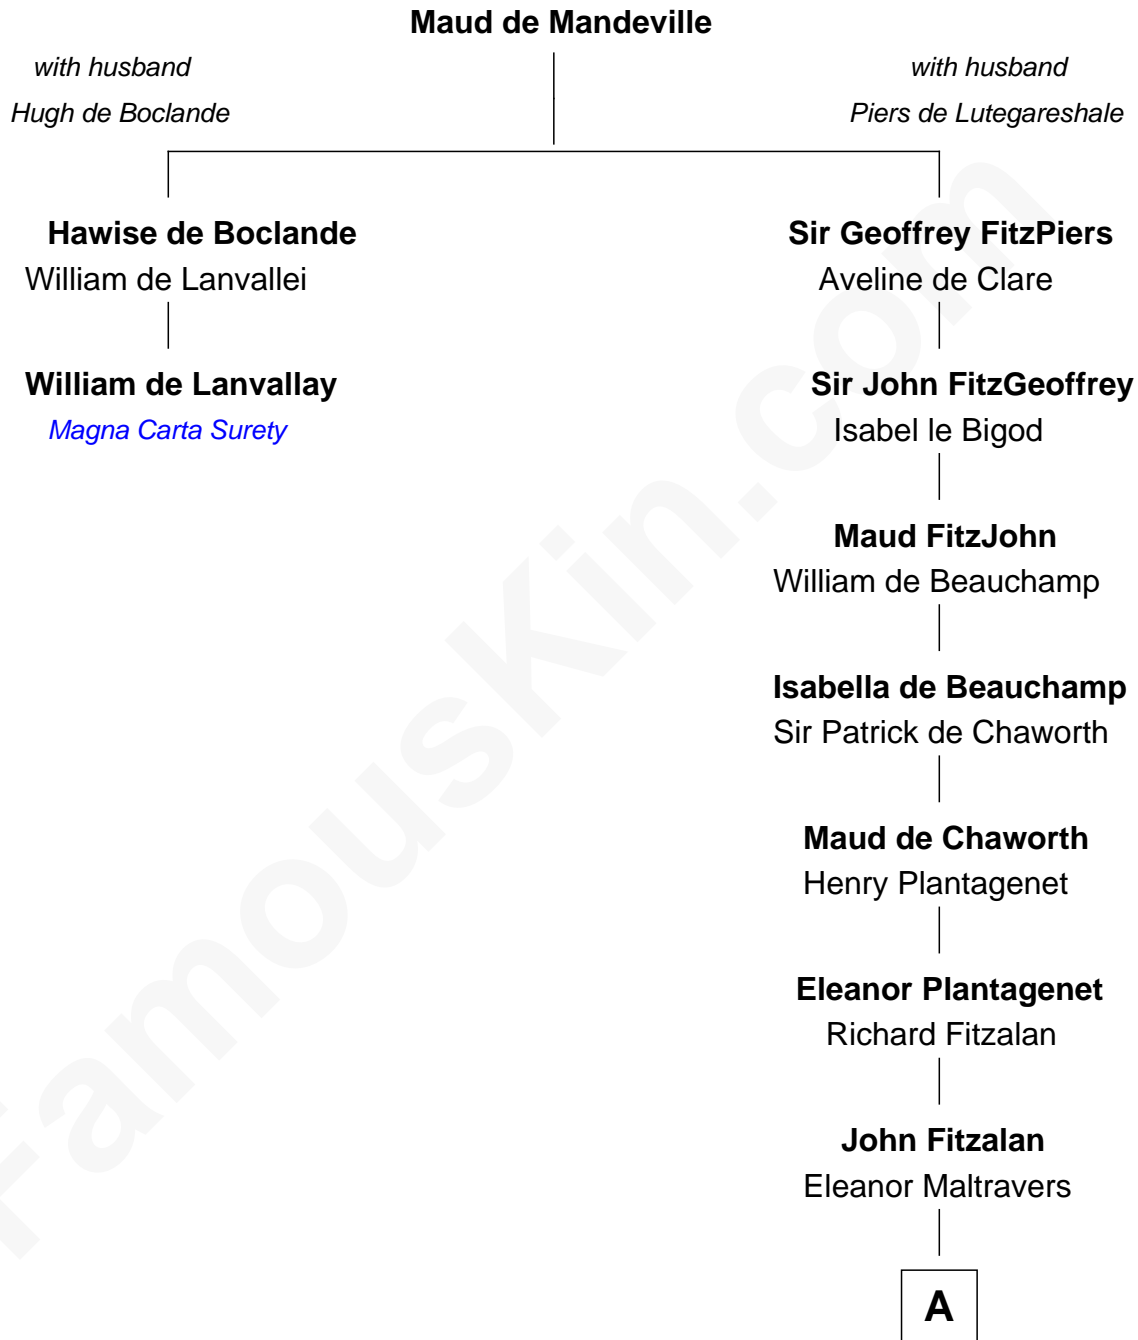 Maud de Mandeville
with husband
Hugh de Boclande
with husband
Piers de Lutegareshale
Hawise de Boclande
William de Lanvallei
William de Lanvallay
Magna Carta Surety
Sir Geoffrey FitzPiers
Aveline de Clare
Sir John FitzGeoffrey
Isabel le Bigod
Maud FitzJohn
William de Beauchamp
Isabella de Beauchamp
Sir Patrick de Chaworth
Maud de Chaworth
Henry Plantagenet
Eleanor Plantagenet
Richard Fitzalan
John Fitzalan
Eleanor Maltravers
A
FamousKin.com